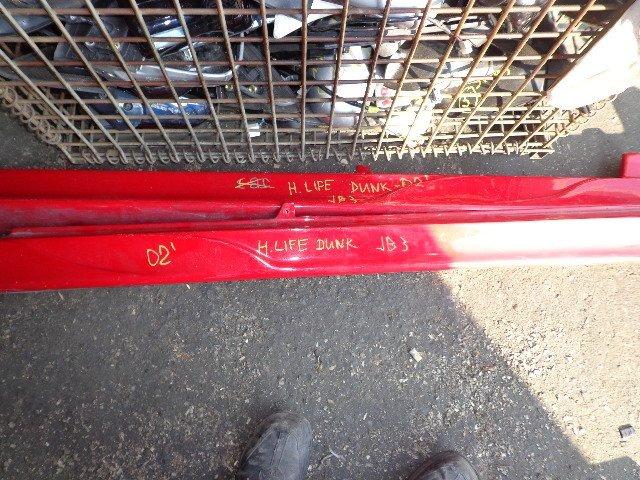 H. LIFE DUNK 02'
JB3
02' H. LIFE DUNK JB3